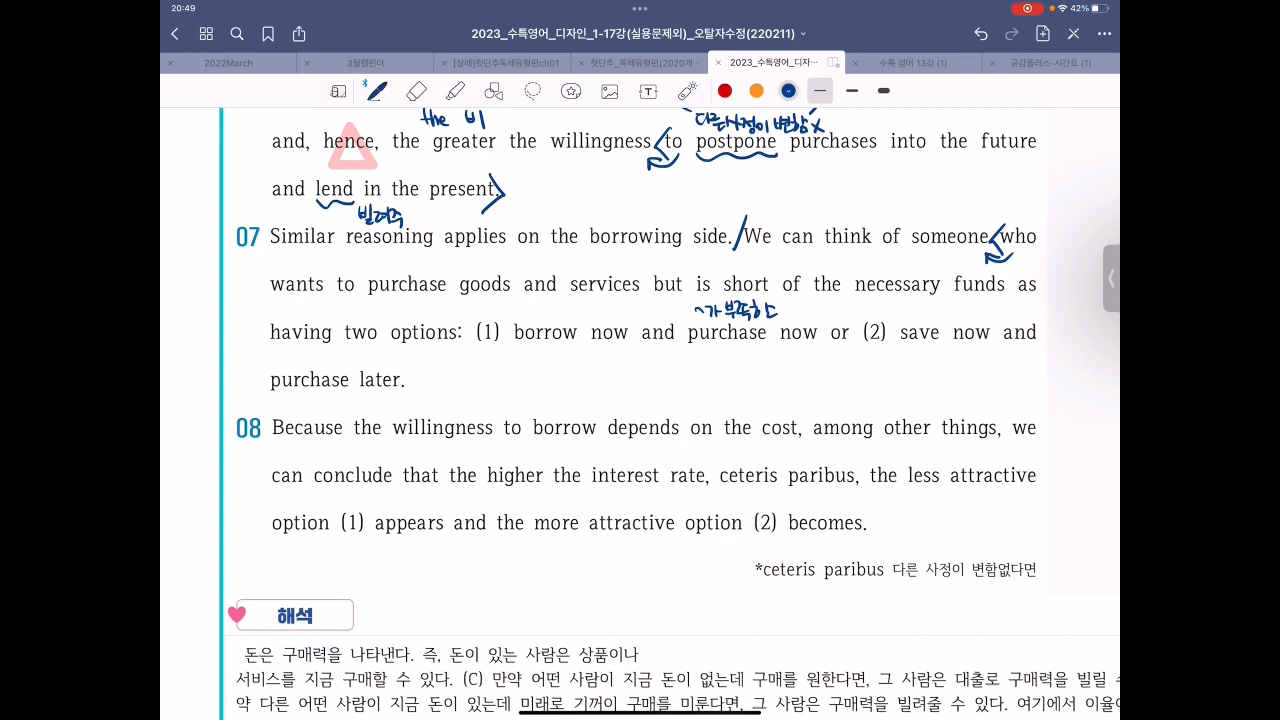 20:49
42%
2023_수특영어_디자인_1-17강(실용문제외)_오탈자수정(220211)
2022March
3월캘린더
[실례]첫단추독해유형편ch01
첫단추_독해유형편(2020개…
2023_수특영어_디자…
수특 영어 13강 (1)
공감플러스-시간표 (1)
the 비
다른사정이 변함X
and, hence, the greater the willingness to postpone purchases into the future
and lend in the present.
빌려주
07 Similar reasoning applies on the borrowing side. We can think of someone who
wants to purchase goods and services but is short of the necessary funds as
~가 부족하다
having two options: (1) borrow now and purchase now or (2) save now and
purchase later.
08 Because the willingness to borrow depends on the cost, among other things, we
can conclude that the higher the interest rate, ceteris paribus, the less attractive
option (1) appears and the more attractive option (2) becomes.
*ceteris paribus 다른 사정이 변함없다면
해석
돈은 구매력을 나타낸다. 즉, 돈이 있는 사람은 상품이나
서비스를 지금 구매할 수 있다. (C) 만약 어떤 사람이 지금 돈이 없는데 구매를 원한다면, 그 사람은 대출로 구매력을 빌릴
약 다른 어떤 사람이 지금 돈이 있는데 미래로 기꺼이 구매를 미룬다면, 그 사람은 구매력을 빌려줄 수 있다. 여기에서 이율